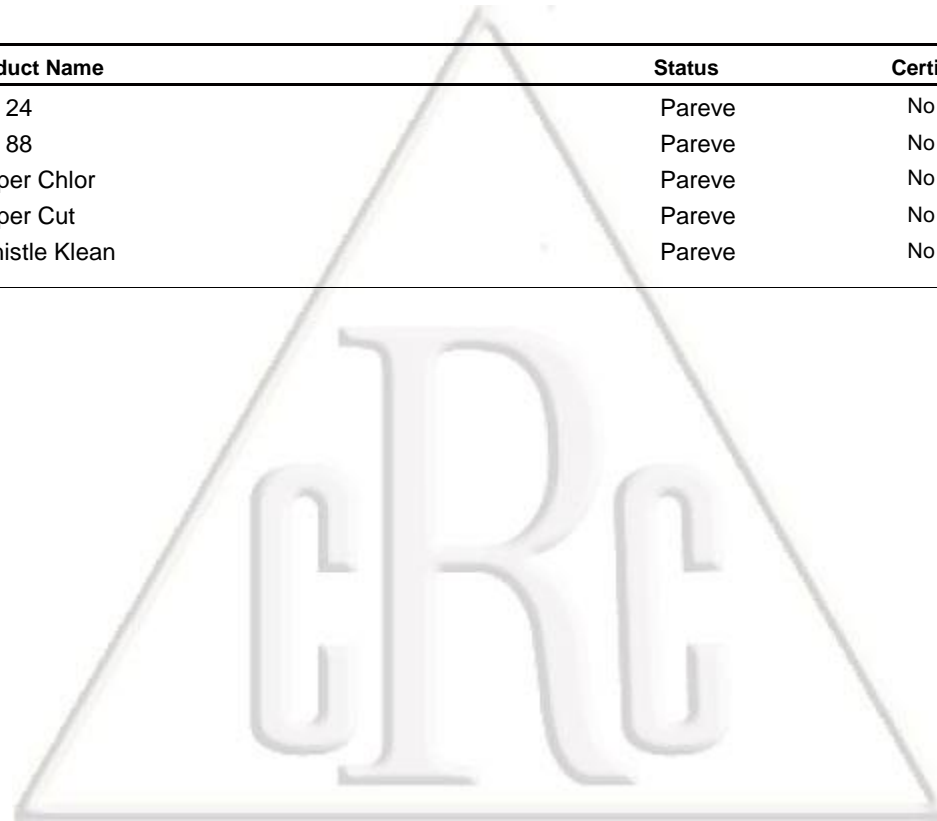 duct Name Status Certi
24 Pareve No
88 Pareve No
per Chlor Pareve No
per Cut Pareve No
istle Klean Pareve No
cRc